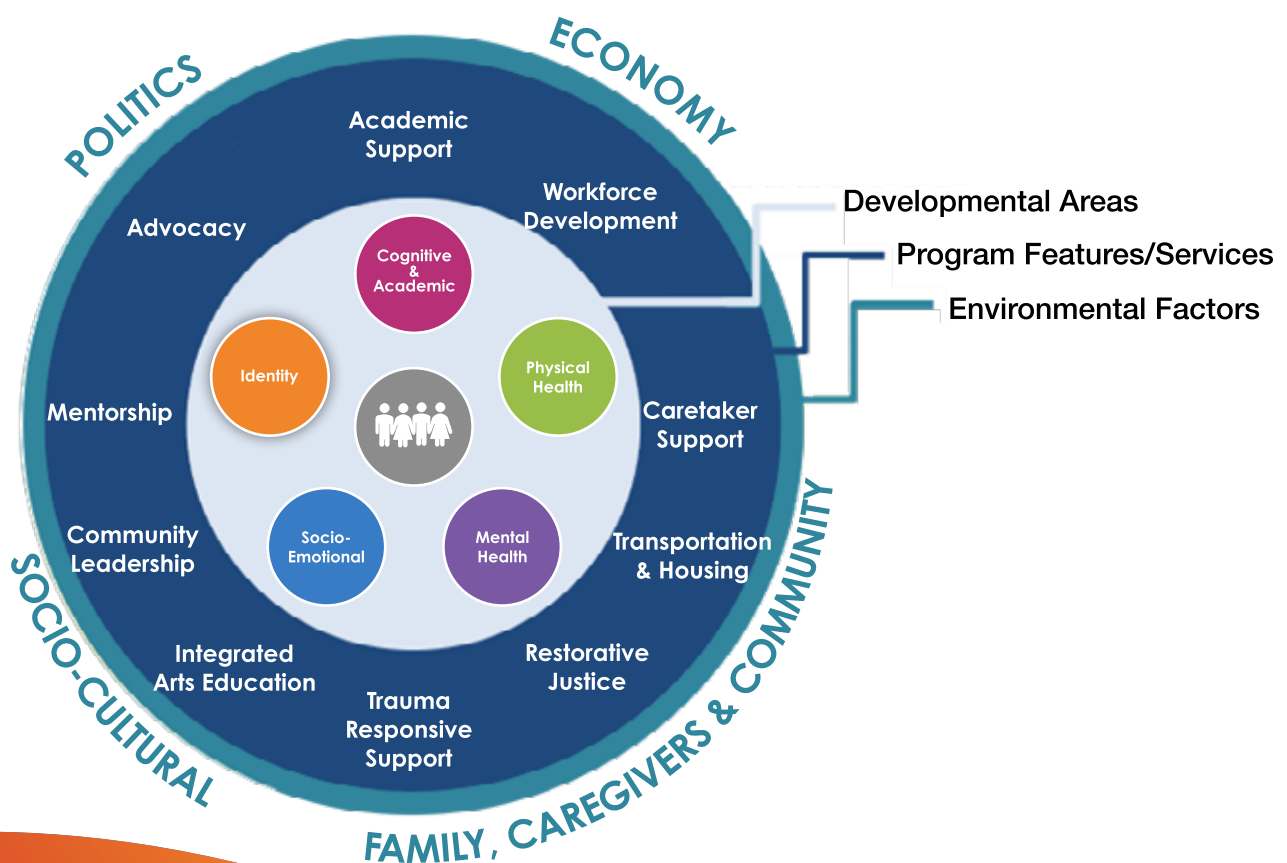 POLITICS
ECONOMY
Academic
Support
Workforce
Development
Advocacy
Developmental Areas
Program Features/Services
Environmental Factors
Cognitive
&
Academic
Identity
Physical
Health
Mentorship
Caretaker
Support
Community
Leadership
Socio-
Emotional
Mental
Health
Transportation
& Housing
Integrated
Arts Education
Trauma
Responsive
Support
Restorative
Justice
SOCIO-CULTURAL
FAMILY, CAREGIVERS & COMMUNITY